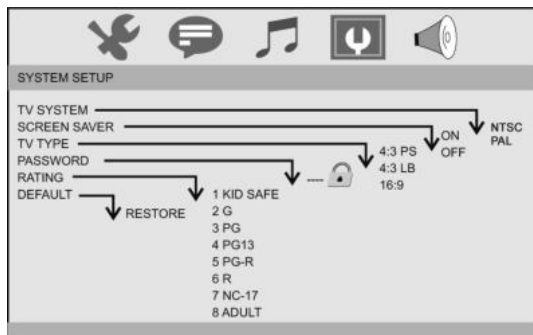 SYSTEM SETUP
TV SYSTEM
SCREEN SAVER
TV TYPE
PASSWORD
RATING
DEFAULT
RESTORE
1 KID SAFE
2 G
3 PG
4 PG13
5 PG-R
6 R
7 NC-17
8 ADULT
----
4:3 PS
4:3 LB
16:9
ON
OFF
NTSC
PAL